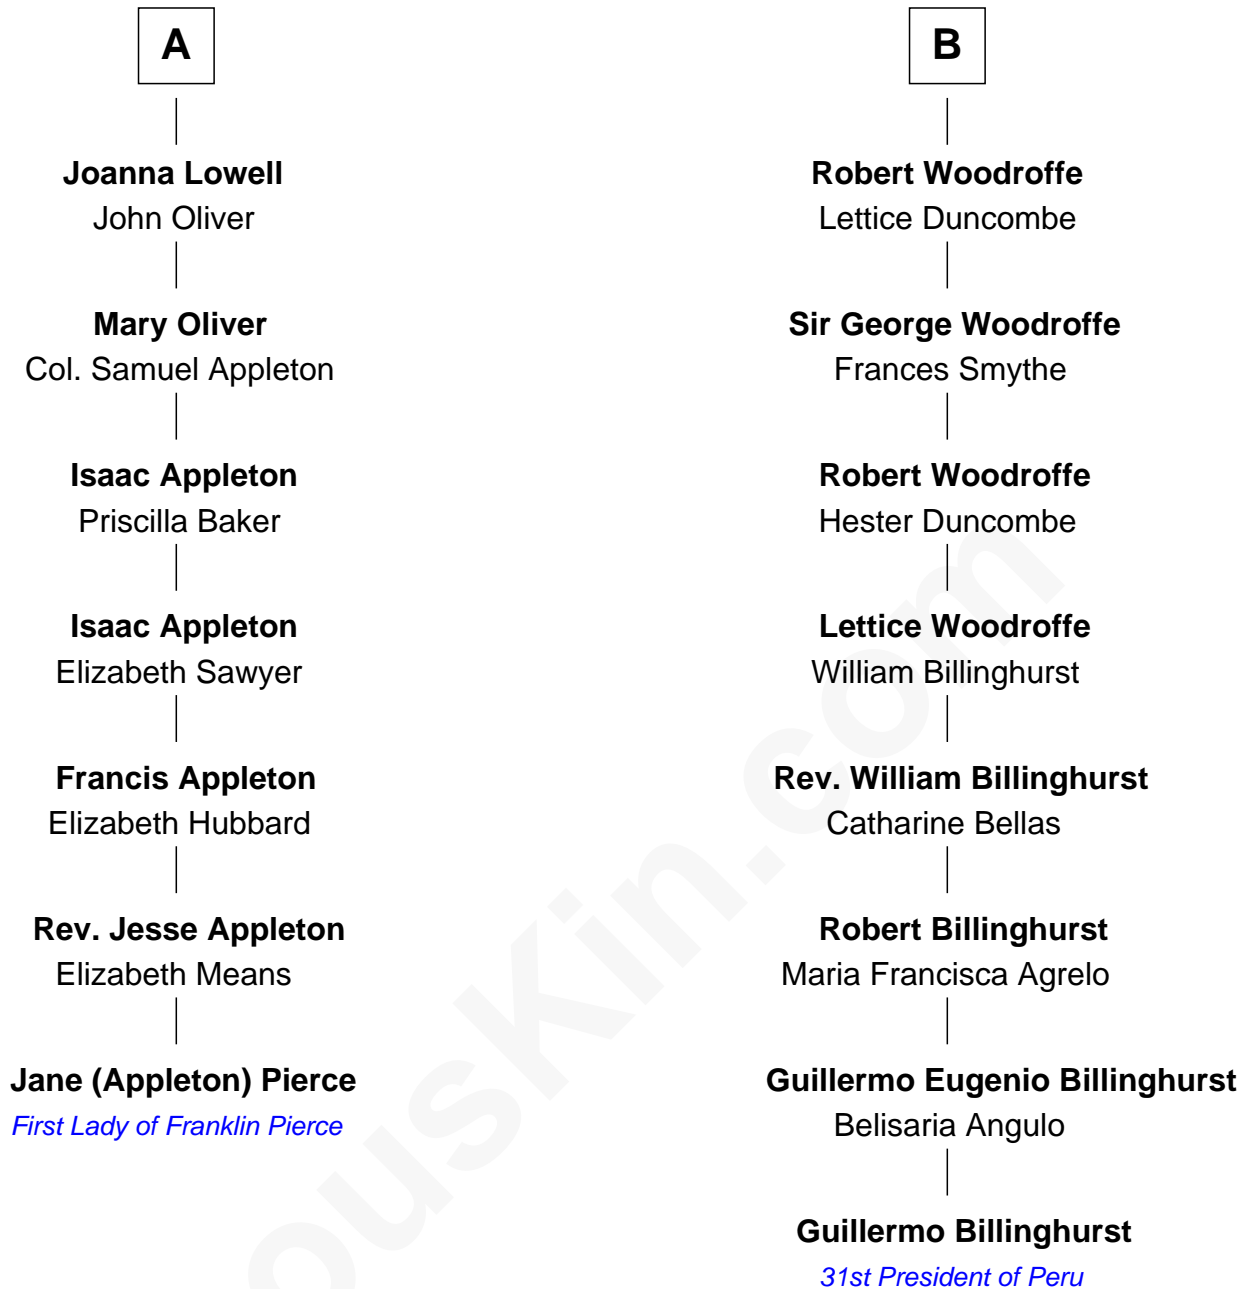 A
Joanna Lowell
John Oliver
Mary Oliver
Col. Samuel Appleton
Isaac Appleton
Priscilla Baker
Isaac Appleton
Elizabeth Sawyer
Francis Appleton
Elizabeth Hubbard
Rev. Jesse Appleton
Elizabeth Means
Jane (Appleton) Pierce
First Lady of Franklin Pierce
B
Robert Woodroffe
Lettice Duncombe
Sir George Woodroffe
Frances Smythe
Robert Woodroffe
Hester Duncombe
Lettice Woodroffe
William Billinghurst
Rev. William Billinghurst
Catharine Bellas
Robert Billinghurst
Maria Francisca Agrelo
Guillermo Eugenio Billinghurst
Belisaria Angulo
Guillermo Billinghurst
31st President of Peru
ousKin.com